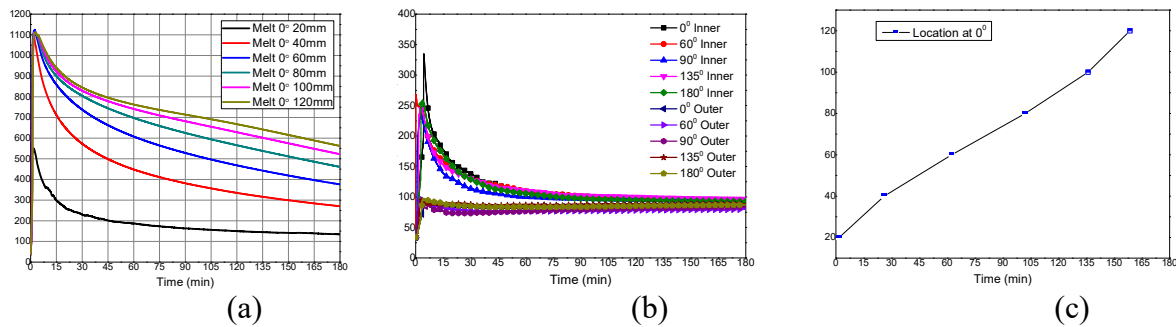 1200
1100
1000
900
800
700
600
500
400
300
200
100
0
0 15 30 45 60 75 90 105 120 135 150 165 180
Time (min)
Melt 0° 20mm
Melt 0° 40mm
Melt 0° 60mm
Melt 0° 80mm
Melt 0° 100mm
Melt 0° 120mm
(a)
400
350
300
250
200
150
100
50
0
0 15 30 45 60 75 90 105 120 135 150 165 180
Time (min)
0⁰ Inner
60⁰ Inner
90⁰ Inner
135⁰ Inner
180⁰ Inner
0⁰ Outer
60⁰ Outer
90⁰ Outer
135⁰ Outer
180⁰ Outer
(b)
120
100
80
60
40
20
0 15 30 45 60 75 90 105 120 135 150 165 180
Time (min)
Location at 0⁰
(c)